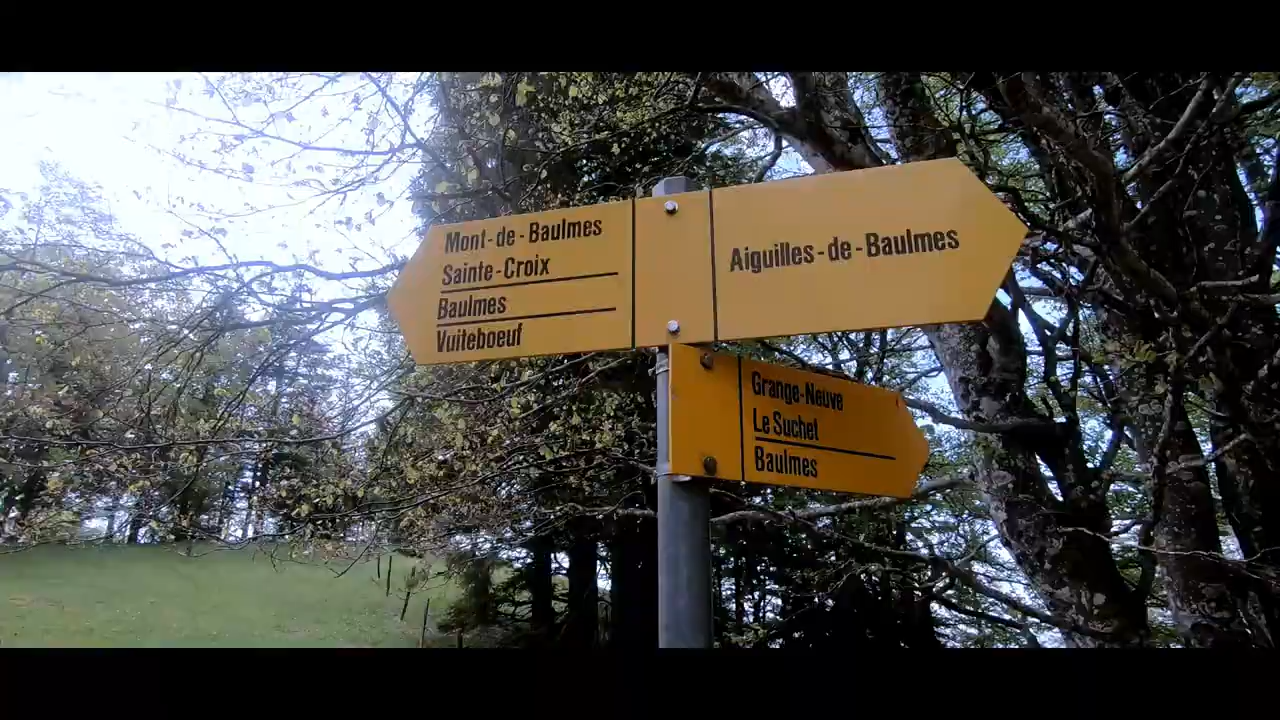 Mont-de-Baulmes
Sainte-Croix
Baulmes
Vuiteboeuf
Aiguilles-de-Baulmes
Grange-Neuve
Le Suchet
Baulmes